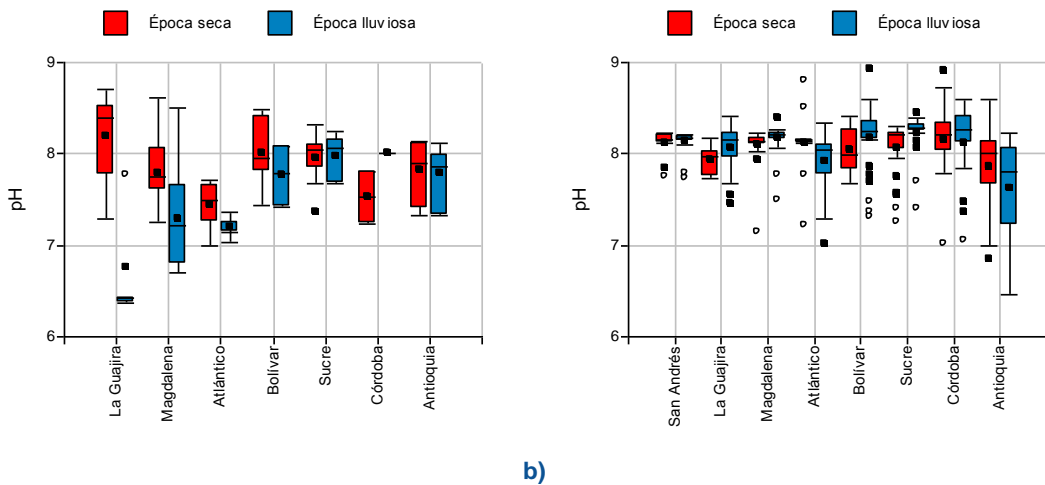 Época seca Época lluviosa
9
8
7
6
pH
La Guajira
Magdalena
Atlántico
Bolívar
Sucre
Córdoba
Antioquia
Época seca Época lluviosa
9
8
7
6
pH
San Andrés
La Guajira
Magdalena
Atlántico
Bolívar
Sucre
Córdoba
Antioquia
b)